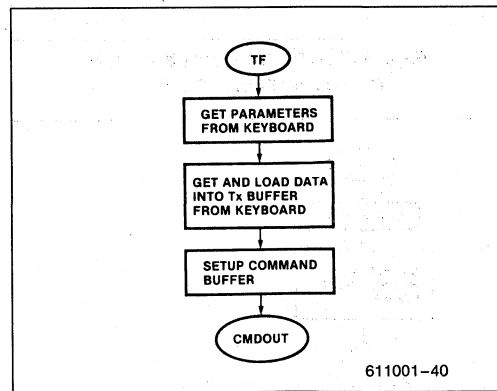 TF
GET PARAMETERS
FROM KEYBOARD
GET AND LOAD DATA
INTO Tx BUFFER
FROM KEYBOARD
SETUP COMMAND
BUFFER
CMDOUT
611001-40